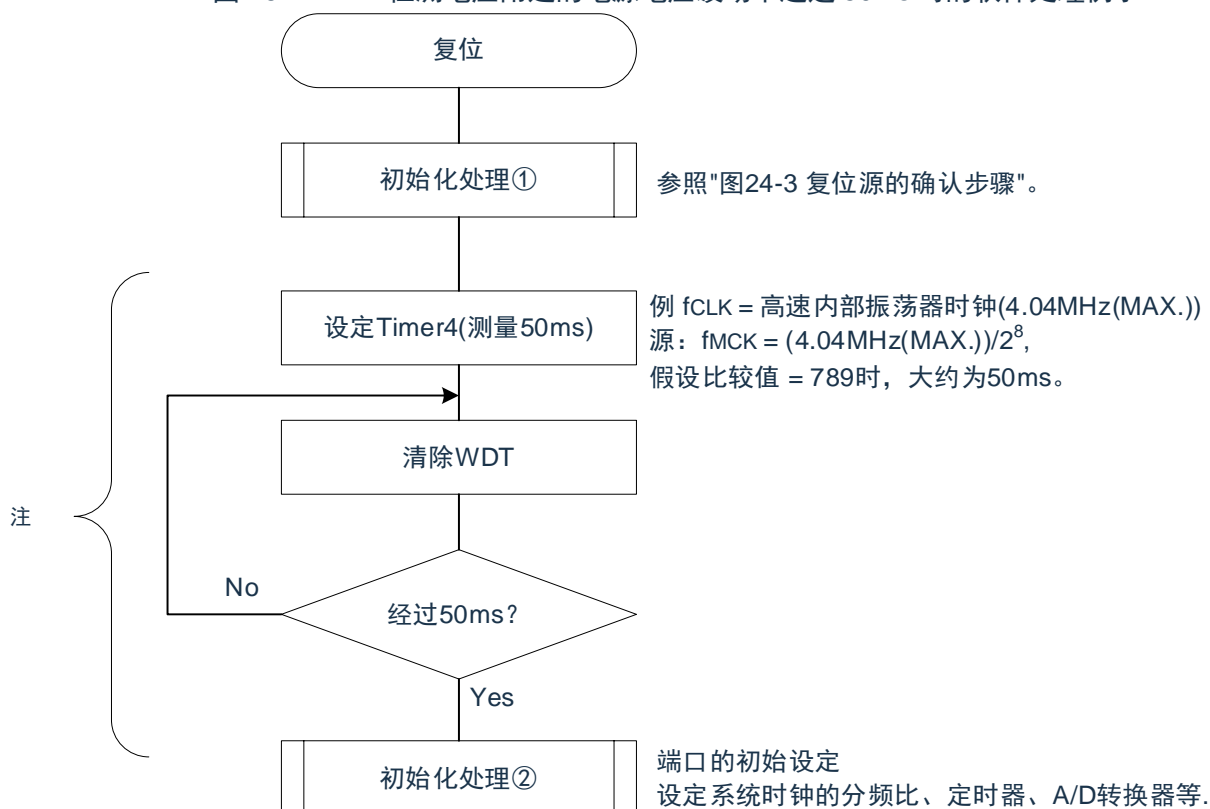 复位
初始化处理①
参照"图24-3 复位源的确认步骤"。
设定Timer4(测量50ms)
例 fCLK = 高速内部振荡器时钟(4.04MHz(MAX.))
源：fMCK = (4.04MHz(MAX.))/2⁸,
假设比较值 = 789时，大约为50ms。
清除WDT
注
No
经过50ms?
Yes
初始化处理②
端口的初始设定
设定系统时钟的分频比、定时器、A/D转换器等.